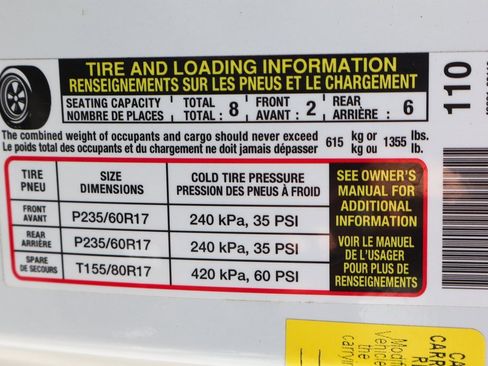 TIRE AND LOADING INFORMATION
RENSEIGNEMENTS SUR LES PNEUS ET LE CHARGEMENT
SEATING CAPACITY TOTAL : 8 FRONT : 2 REAR : 6
NOMBRE DE PLACES TOTAL AVANT ARRIÈRE
The combined weight of occupants and cargo should never exceed 615 kg or 1355 lbs.
Le poids total des occupants et du chargement ne doit jamais dépasser kg ou lb.
TIRE SIZE COLD TIRE PRESSURE
PNEU DIMENSIONS PRESSION DES PNEUS À FROID
FRONT
AVANT P235/60R17 240 kPa, 35 PSI
REAR
ARRIÈRE P235/60R17 240 kPa, 35 PSI
SPARE
DE SECOURS T155/80R17 420 kPa, 60 PSI
SEE OWNER'S
MANUAL FOR
ADDITIONAL
INFORMATION
VOIR LE MANUEL
DE L'USAGER
POUR PLUS DE
RENSEIGNEMENTS
110